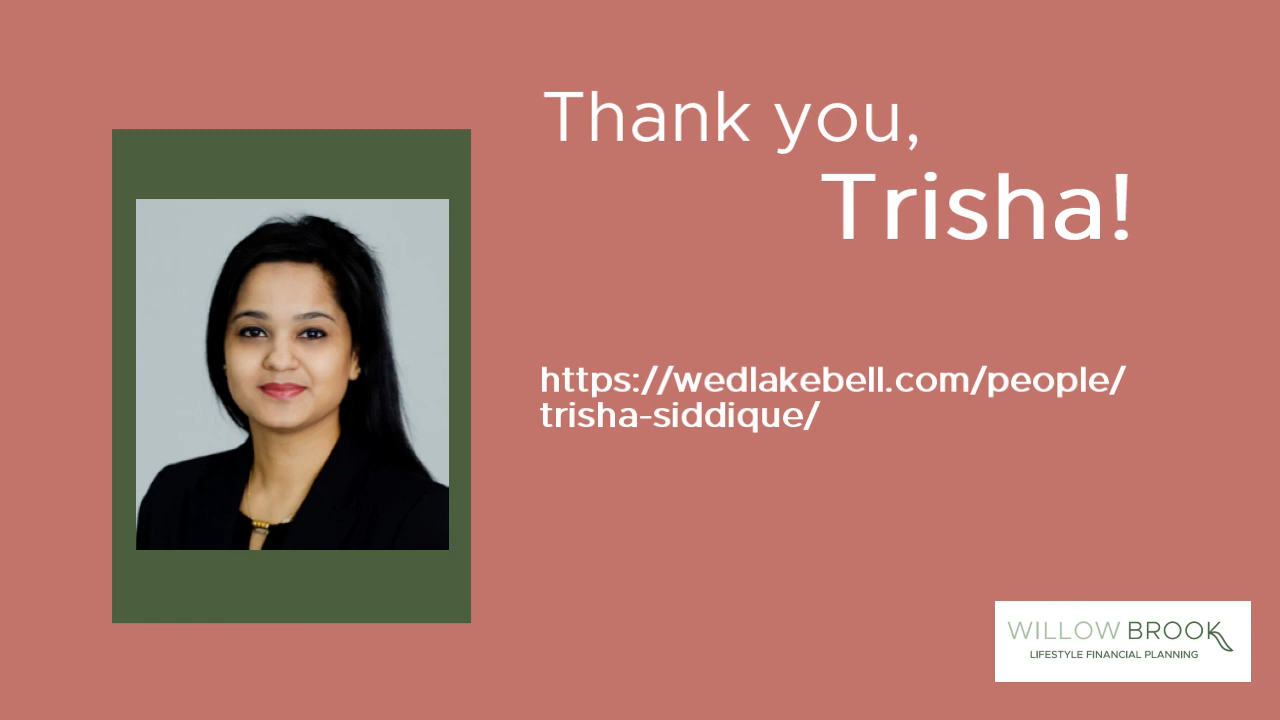 Thank you,
Trisha!
https://wedlakebell.com/people/
trisha-siddique/
WILLOW BROOK
LIFESTYLE FINANCIAL PLANNING